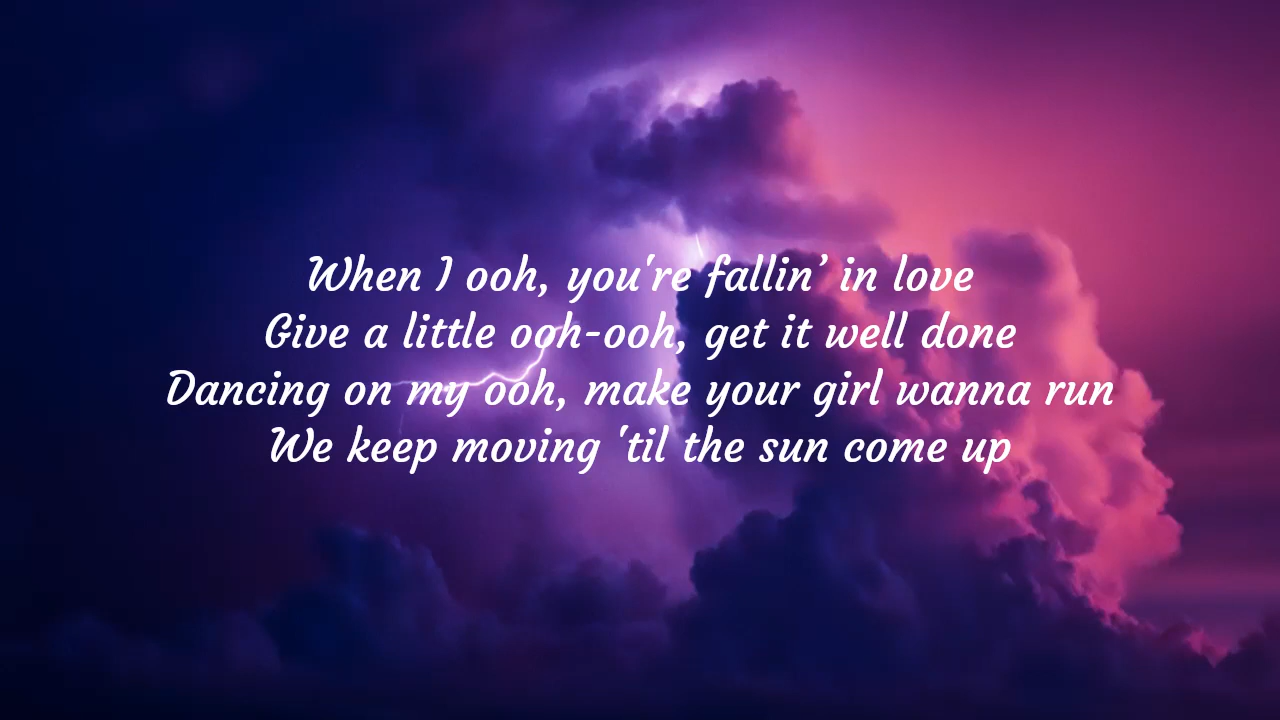 When I ooh, you're fallin’ in love
Give a little ooh-ooh, get it well done
Dancing on my ooh, make your girl wanna run
We keep moving 'til the sun come up